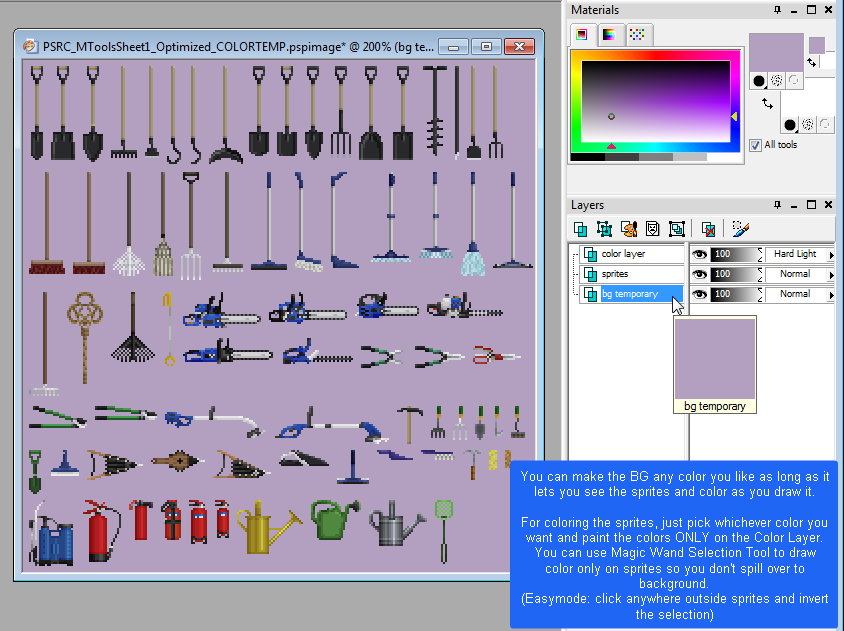 Materials
PSRC_MToolsSheet1_Optimized_COLORTEMP.pspimage* @ 200% (bg te...
All tools
Layers
color layer
100
Hard Light
sprites
100
Normal
bg temporary
100
Normal
bg temporary
You can make the BG any color you like as long as it
lets you see the sprites and color as you draw it.
For coloring the sprites, just pick whichever color you
want and paint the colors ONLY on the Color Layer.
You can use Magic Wand Selection Tool to draw
color only on sprites so you don't spill over to
background.
(Easymode: click anywhere outside sprites and invert
the selection)